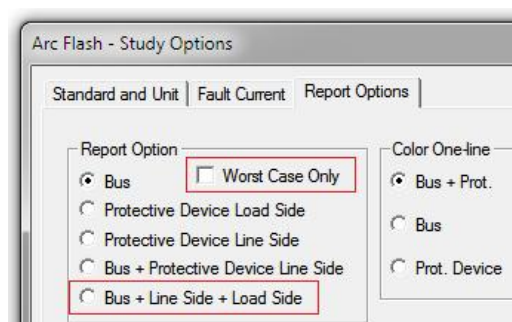 Arc Flash - Study Options
Standard and Unit
Fault Current
Report Options
Report Option
Bus
Worst Case Only
Protective Device Load Side
Protective Device Line Side
Bus + Protective Device Line Side
Bus + Line Side + Load Side
Color One-line
Bus + Prot.
Bus
Prot. Device